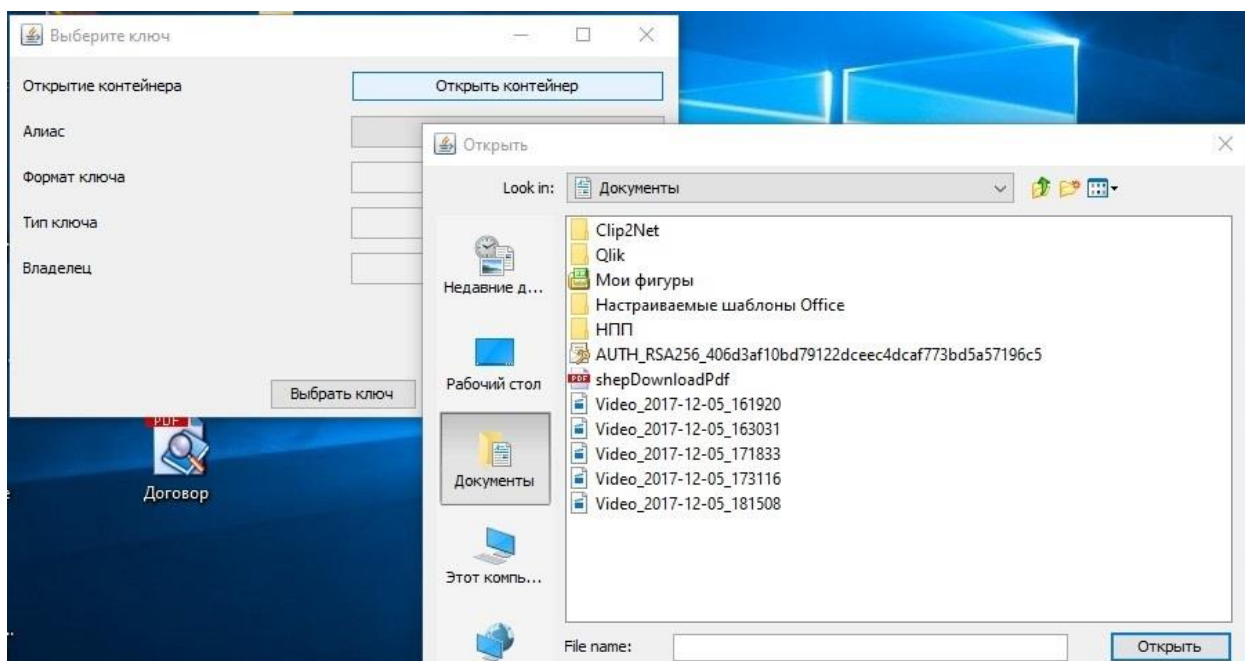 Выберите ключ
Открытие контейнера
Открыть контейнер
Алиас
Формат ключа
Тип ключа
Владелец
Выбрать ключ
PDF
Договор
Открыть
Look in:
Документы
Недавние д...
Рабочий стол
Документы
Этот компь...
Clip2Net
Qlik
Мои фигуры
Настраиваемые шаблоны Office
НПП
AUTH_RSA256_406d3af10bd79122dceec4dcaf773bd5a57196c5
PDF
shepDownloadPdf
Video_2017-12-05_161920
Video_2017-12-05_163031
Video_2017-12-05_171833
Video_2017-12-05_173116
Video_2017-12-05_181508
File name:
Открыть